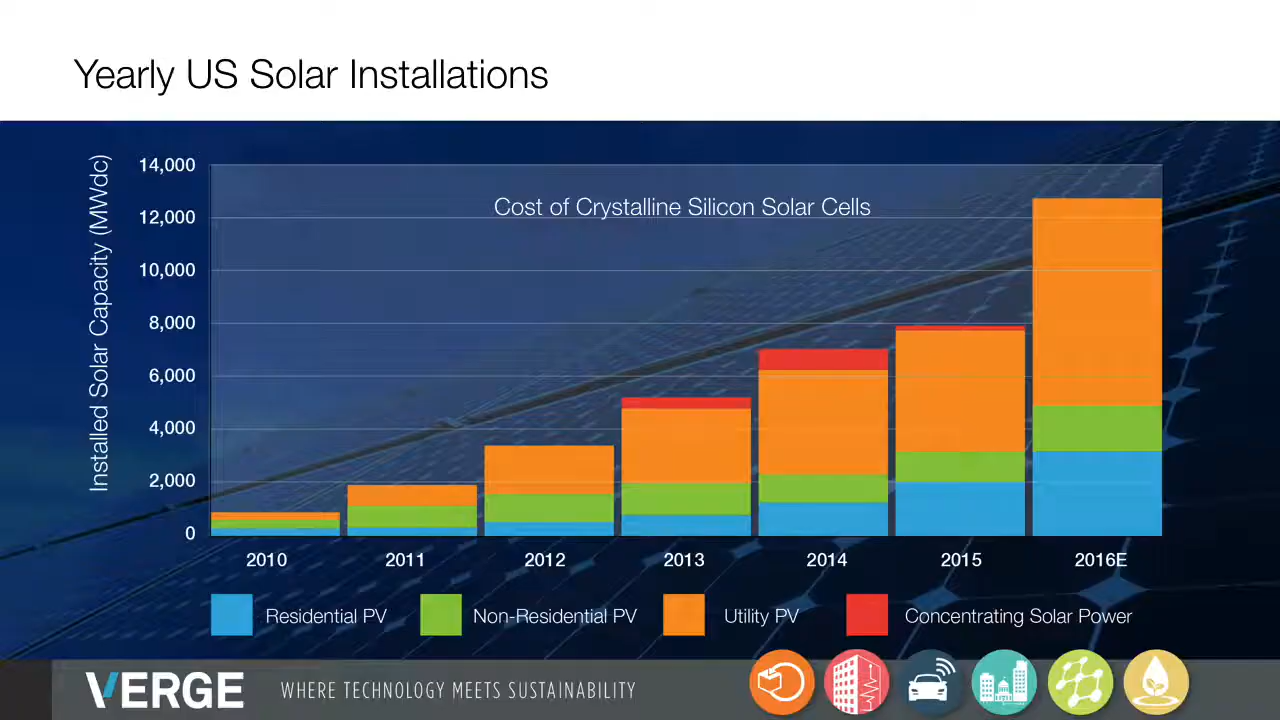 Yearly US Solar Installations
Installed Solar Capacity (MWdc)
14,000
12,000
10,000
8,000
6,000
4,000
2,000
0
Cost of Crystalline Silicon Solar Cells
2010 2011 2012 2013 2014 2015 2016E
Residential PV Non-Residential PV Utility PV Concentrating Solar Power
VERGE WHERE TECHNOLOGY MEETS SUSTAINABILITY